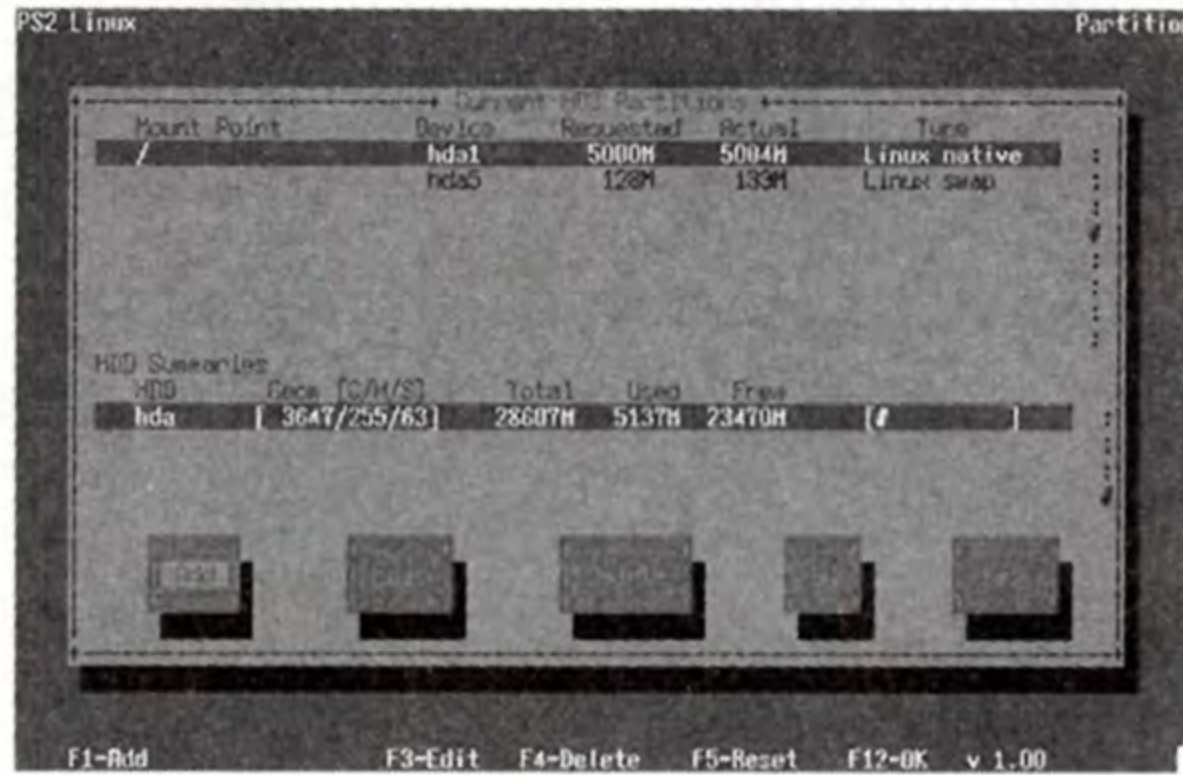 PS2 Linux Partition
Current HDD Partitions
Mount Point Device Requested Actual Type
/ hda1 5000M 5004M Linux native
hda5 128M 133M Linux swap
HDD Summaries
HDD Geom [C/H/S] Total Used Free
hda [ 3647/255/63] 28607M 5137M 23470M [# ]
Add
F1-Add F3-Edit F4-Delete F5-Reset F12-OK v 1.00